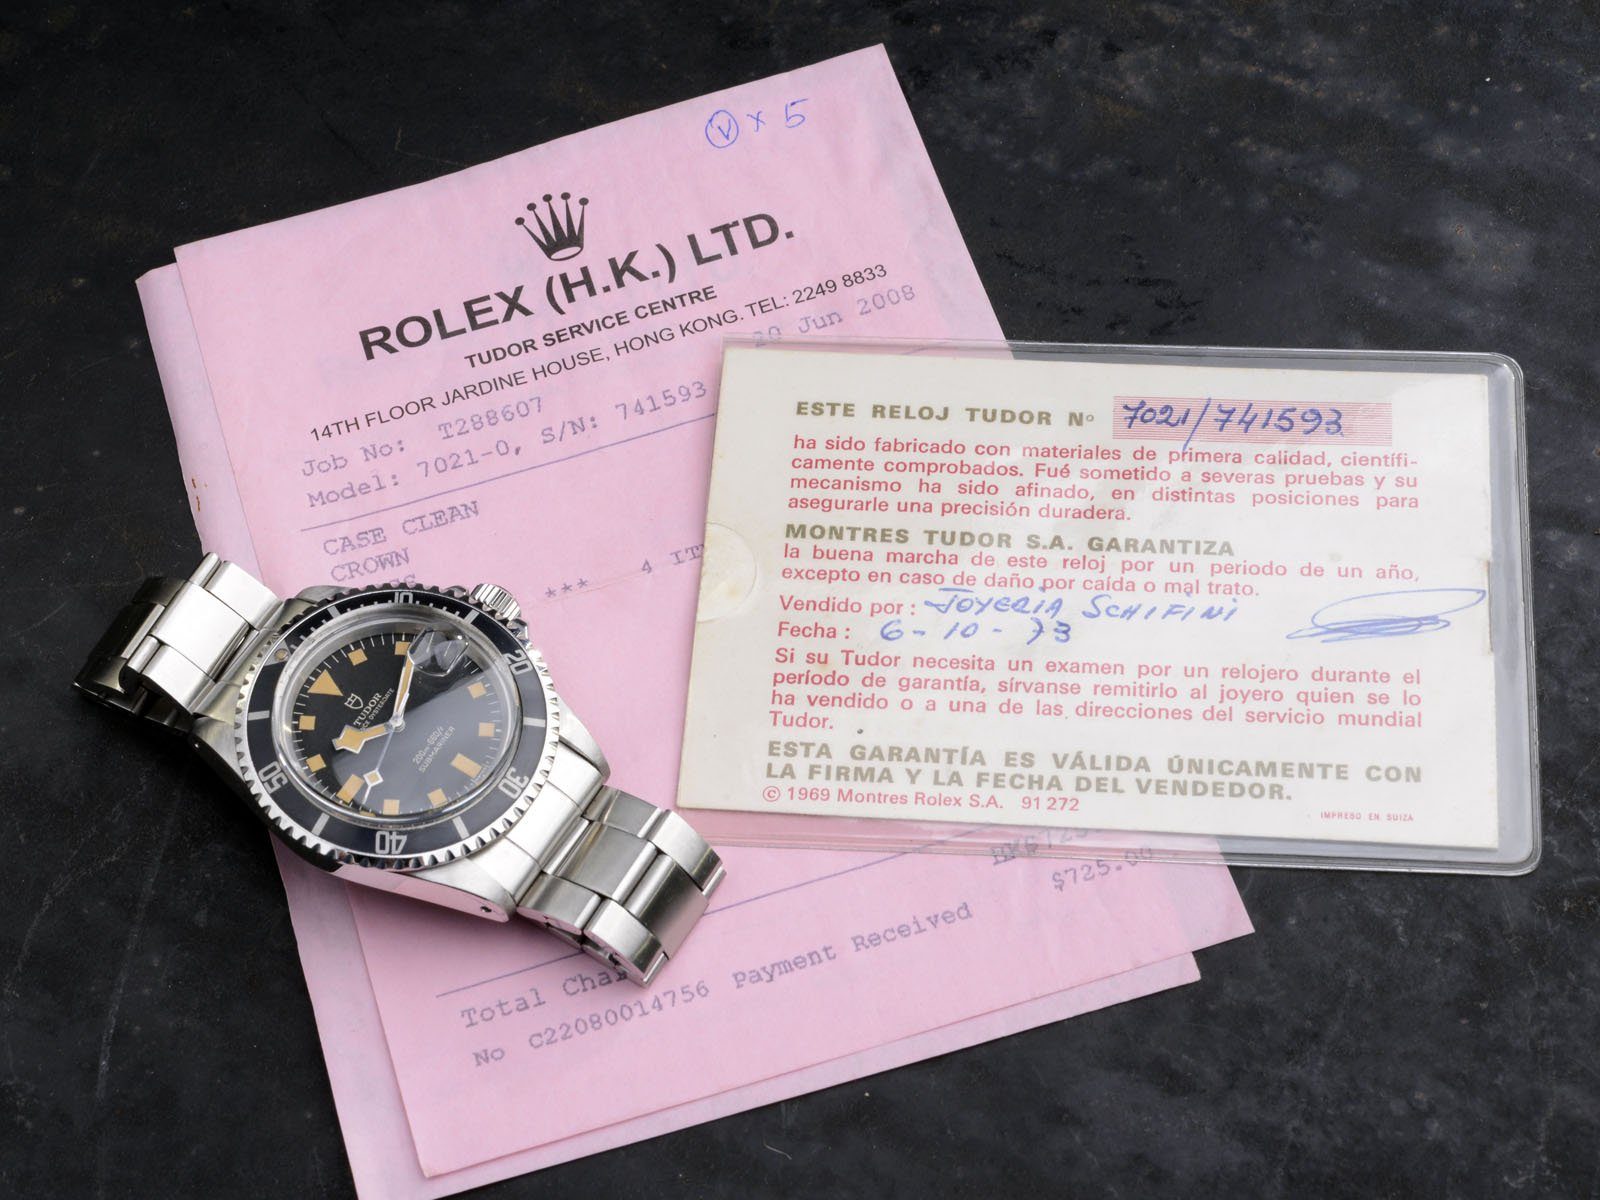 V x 5
ROLEX (H.K.) LTD.
TUDOR SERVICE CENTRE
14TH FLOOR JARDINE HOUSE, HONG KONG. TEL: 2249 8833
20 Jun 2008
Job No: T288607
Model: 7021-0, S/N: 741593
CASE CLEAN
CROWN
*** 4
$725.00
Total
No C22080014756 Payment Received
ESTE RELOJ TUDOR Nº 7021/741593
ha sido fabricado con materiales de primera calidad, científi-
camente comprobados. Fué sometido a severas pruebas y su
mecanismo ha sido afinado, en distintas posiciones para
asegurarle una precisión duradera.
MONTRES TUDOR S.A. GARANTIZA
la buena marcha de este reloj por un periodo de un año,
excepto en caso de daño por caída o mal trato.
Vendido por : JOYERIA SCHIFINI
Fecha : 6-10-73
Si su Tudor necesita un examen por un relojero durante el
período de garantía, sírvanse remitirlo al joyero quien se lo
ha vendido o a una de las direcciones del servicio mundial
Tudor.
ESTA GARANTÍA ES VÁLIDA ÚNICAMENTE CON
LA FIRMA Y LA FECHA DEL VENDEDOR.
© 1969 Montres Rolex S.A. 91 272
IMPRESO EN SUIZA
10
20
30
40
50
TUDOR
200m=660ft
SUBMARINER